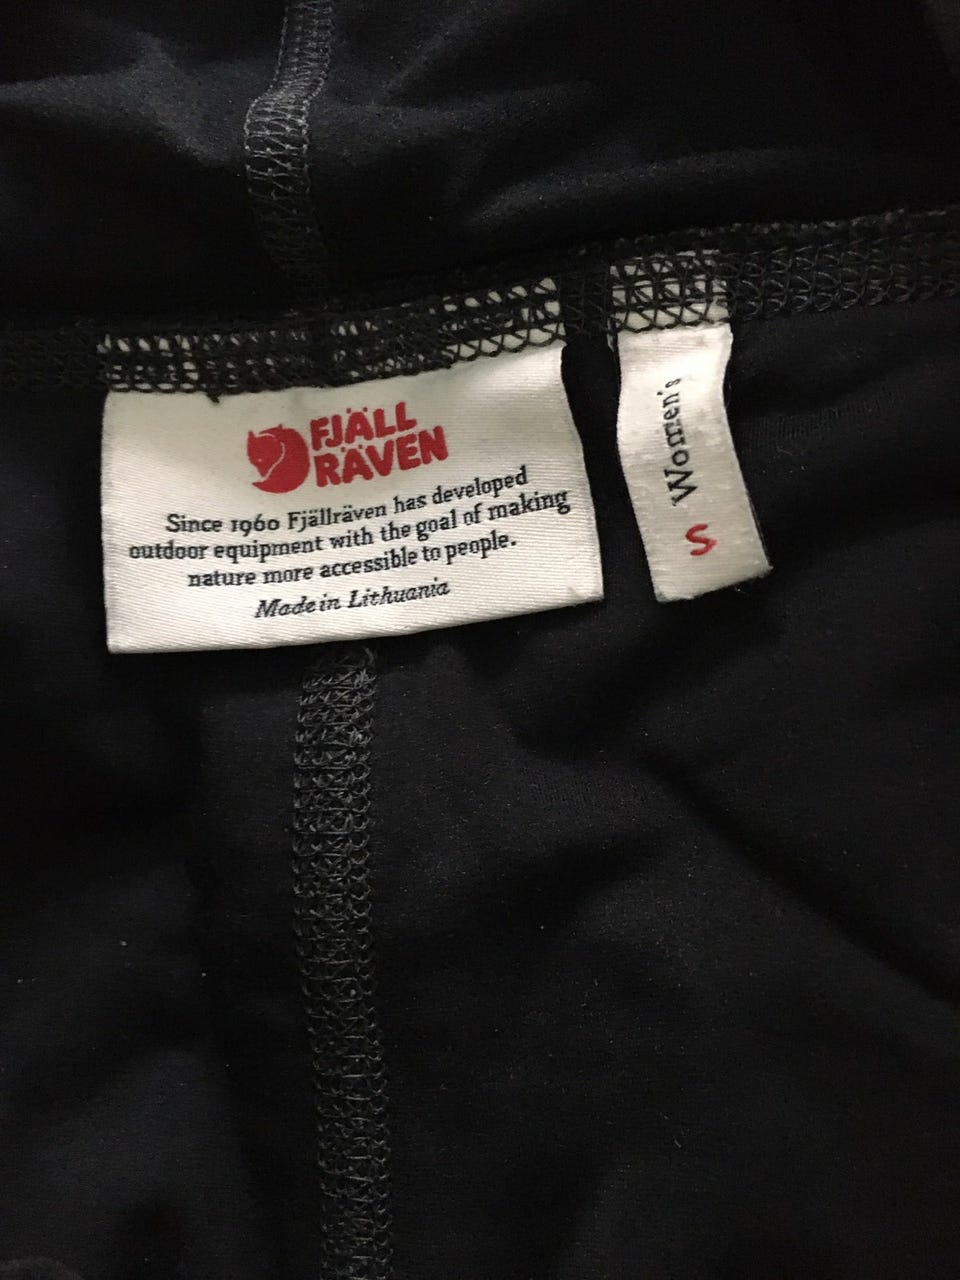 FJÄLL
RÄVEN
Since 1960 Fjällräven has developed
outdoor equipment with the goal of making
nature more accessible to people.
Made in Lithuania
Women's
S